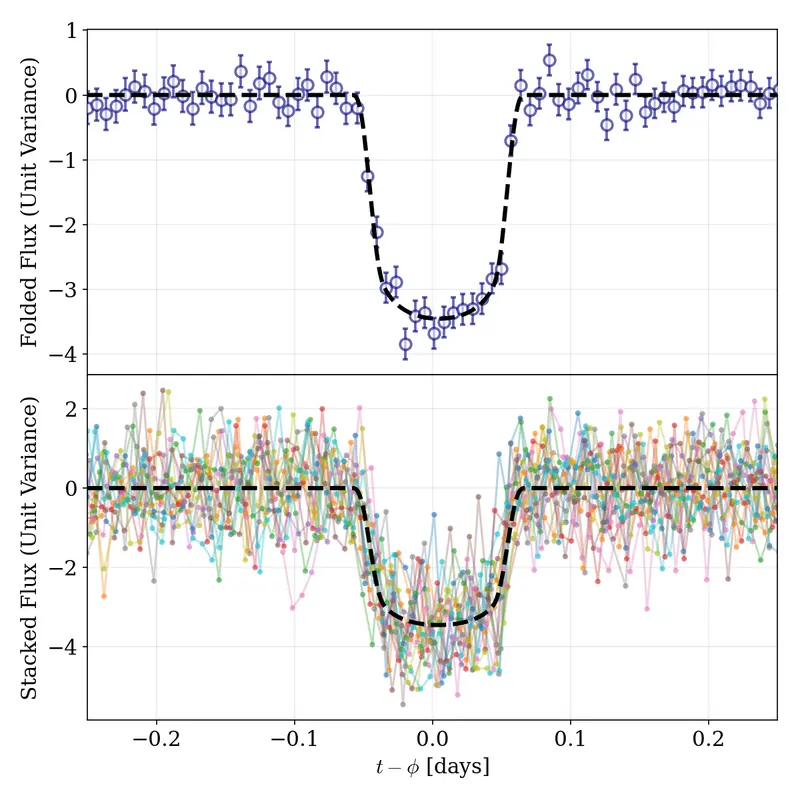 1
0
−1
−2
−3
−4
Folded Flux (Unit Variance)
2
0
−2
−4
Stacked Flux (Unit Variance)
−0.2 −0.1 0.0 0.1 0.2
t − ϕ [days]